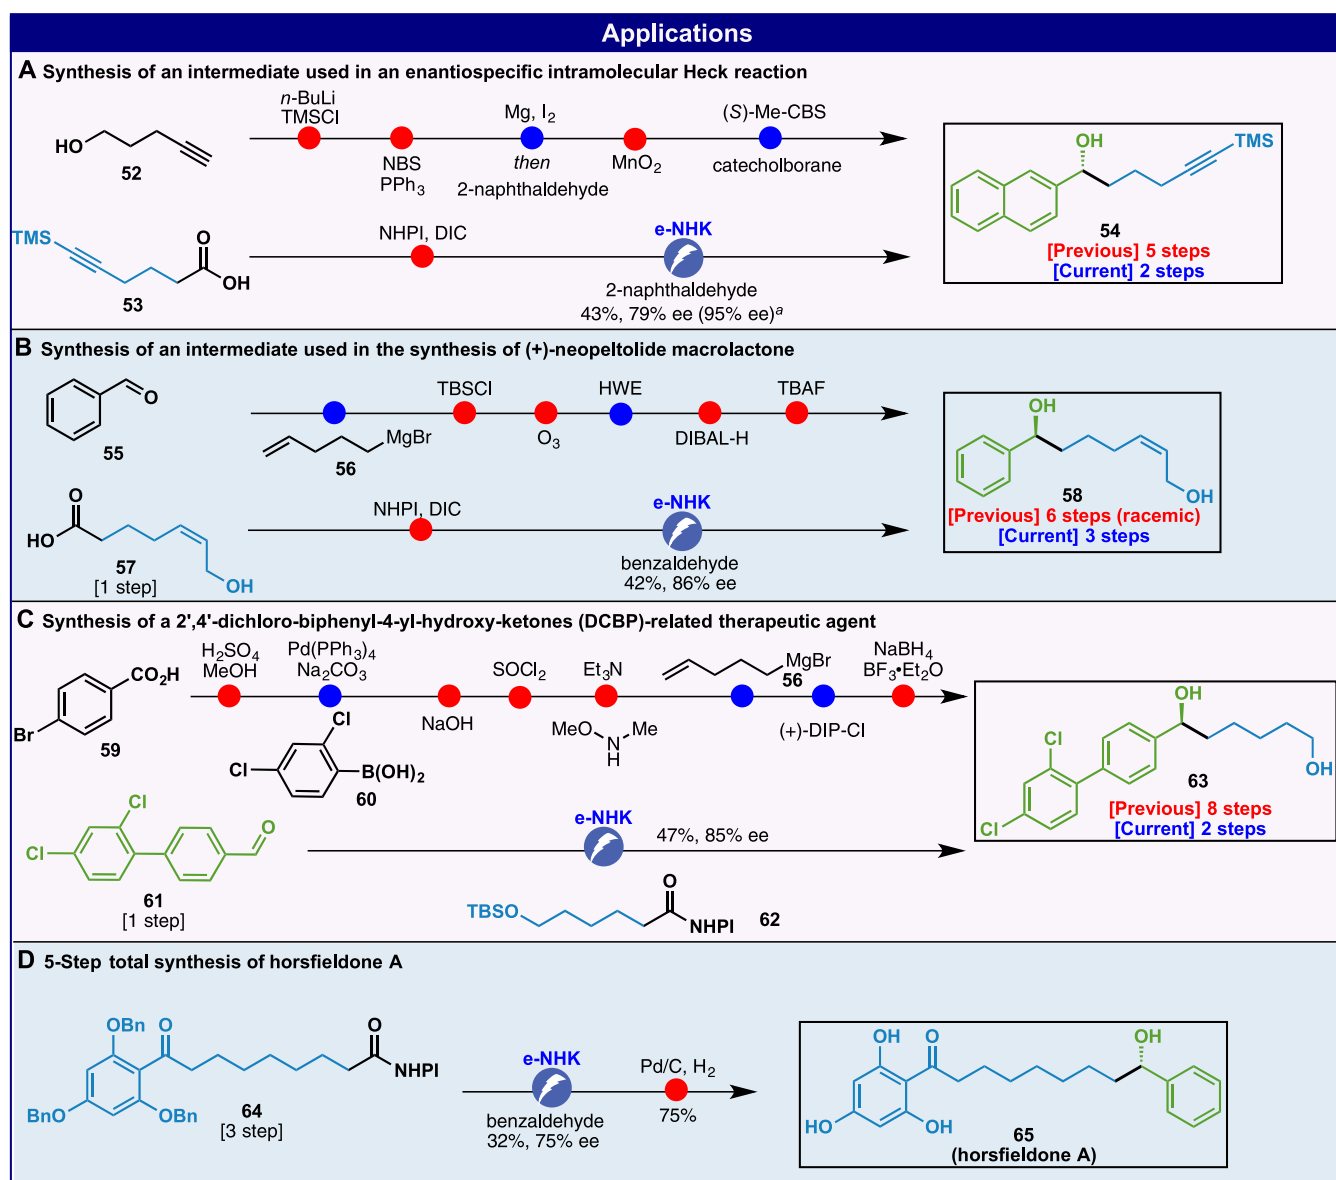 Applications
A Synthesis of an intermediate used in an enantiospecific intramolecular Heck reaction
n-BuLi
TMSCl
Mg, I2
(S)-Me-CBS
HO
52
NBS
PPh3
then
2-naphthaldehyde
MnO2
catecholborane
TMS
O
OH
53
NHPI, DIC
e-NHK
2-naphthaldehyde
43%, 79% ee (95% ee)a
OH
TMS
54
[Previous] 5 steps
[Current] 2 steps
B Synthesis of an intermediate used in the synthesis of (+)-neopeltolide macrolactone
O
55
TBSCl
HWE
TBAF
MgBr
56
O3
DIBAL-H
O
HO
57
[1 step]
OH
NHPI, DIC
e-NHK
benzaldehyde
42%, 86% ee
OH
58
OH
[Previous] 6 steps (racemic)
[Current] 3 steps
C Synthesis of a 2',4'-dichloro-biphenyl-4-yl-hydroxy-ketones (DCBP)-related therapeutic agent
CO2H
Br
59
H2SO4
MeOH
Pd(PPh3)4
Na2CO3
SOCl2
Et3N
MgBr
56
NaBH4
BF3•Et2O
Cl
Cl
B(OH)2
60
NaOH
MeO
N
H
Me
(+)-DIP-Cl
Cl
Cl
O
61
[1 step]
e-NHK
47%, 85% ee
TBSO
O
NHPI
62
OH
Cl
Cl
OH
63
[Previous] 8 steps
[Current] 2 steps
D 5-Step total synthesis of horsfieldone A
OBn
O
BnO
OBn
O
NHPI
64
[3 step]
e-NHK
benzaldehyde
32%, 75% ee
Pd/C, H2
75%
OH
O
HO
OH
OH
65
(horsfieldone A)